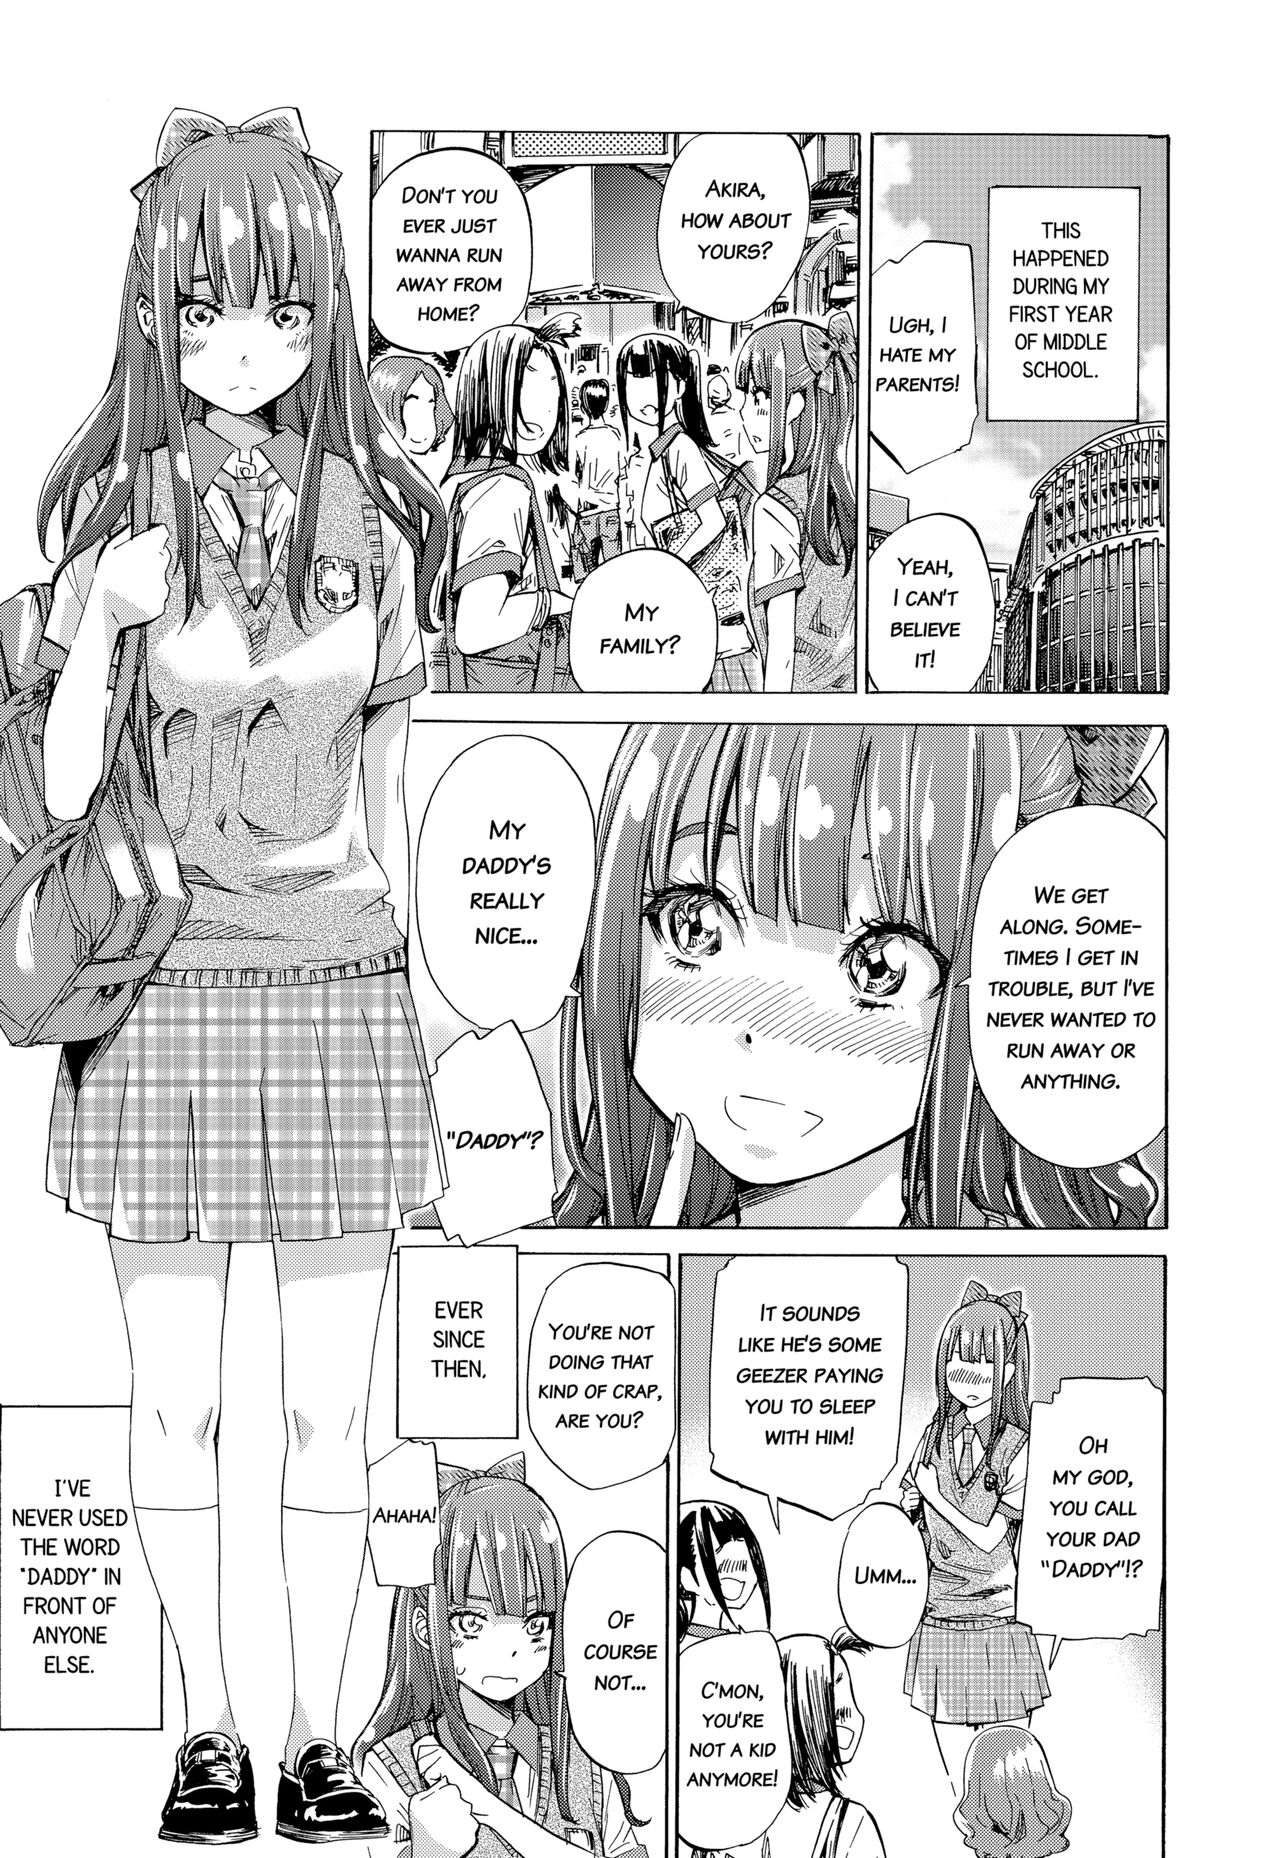 THIS
HAPPENED
DURING MY
FIRST YEAR
OF MIDDLE
SCHOOL.
UGH, I
HATE MY
PARENTS!
YEAH,
I CAN'T
BELIEVE
IT!
AKIRA,
HOW ABOUT
YOURS?
DON'T YOU
EVER JUST
WANNA RUN
AWAY FROM
HOME?
MY
FAMILY?
WE GET
ALONG. SOME-
TIMES I GET IN
TROUBLE, BUT I'VE
NEVER WANTED TO
RUN AWAY OR
ANYTHING.
MY
DADDY'S
REALLY
NICE...
"DADDY"?
OH
MY GOD,
YOU CALL
YOUR DAD
"DADDY"!?
IT SOUNDS
LIKE HE'S SOME
GEEZER PAYING
YOU TO SLEEP
WITH HIM!
UMM...
C'MON,
YOU'RE
NOT A KID
ANYMORE!
YOU'RE NOT
DOING THAT
KIND OF CRAP,
ARE YOU?
OF
COURSE
NOT...
AHAHA!
EVER
SINCE
THEN,
I'VE
NEVER USED
THE WORD
"DADDY" IN
FRONT OF
ANYONE
ELSE.